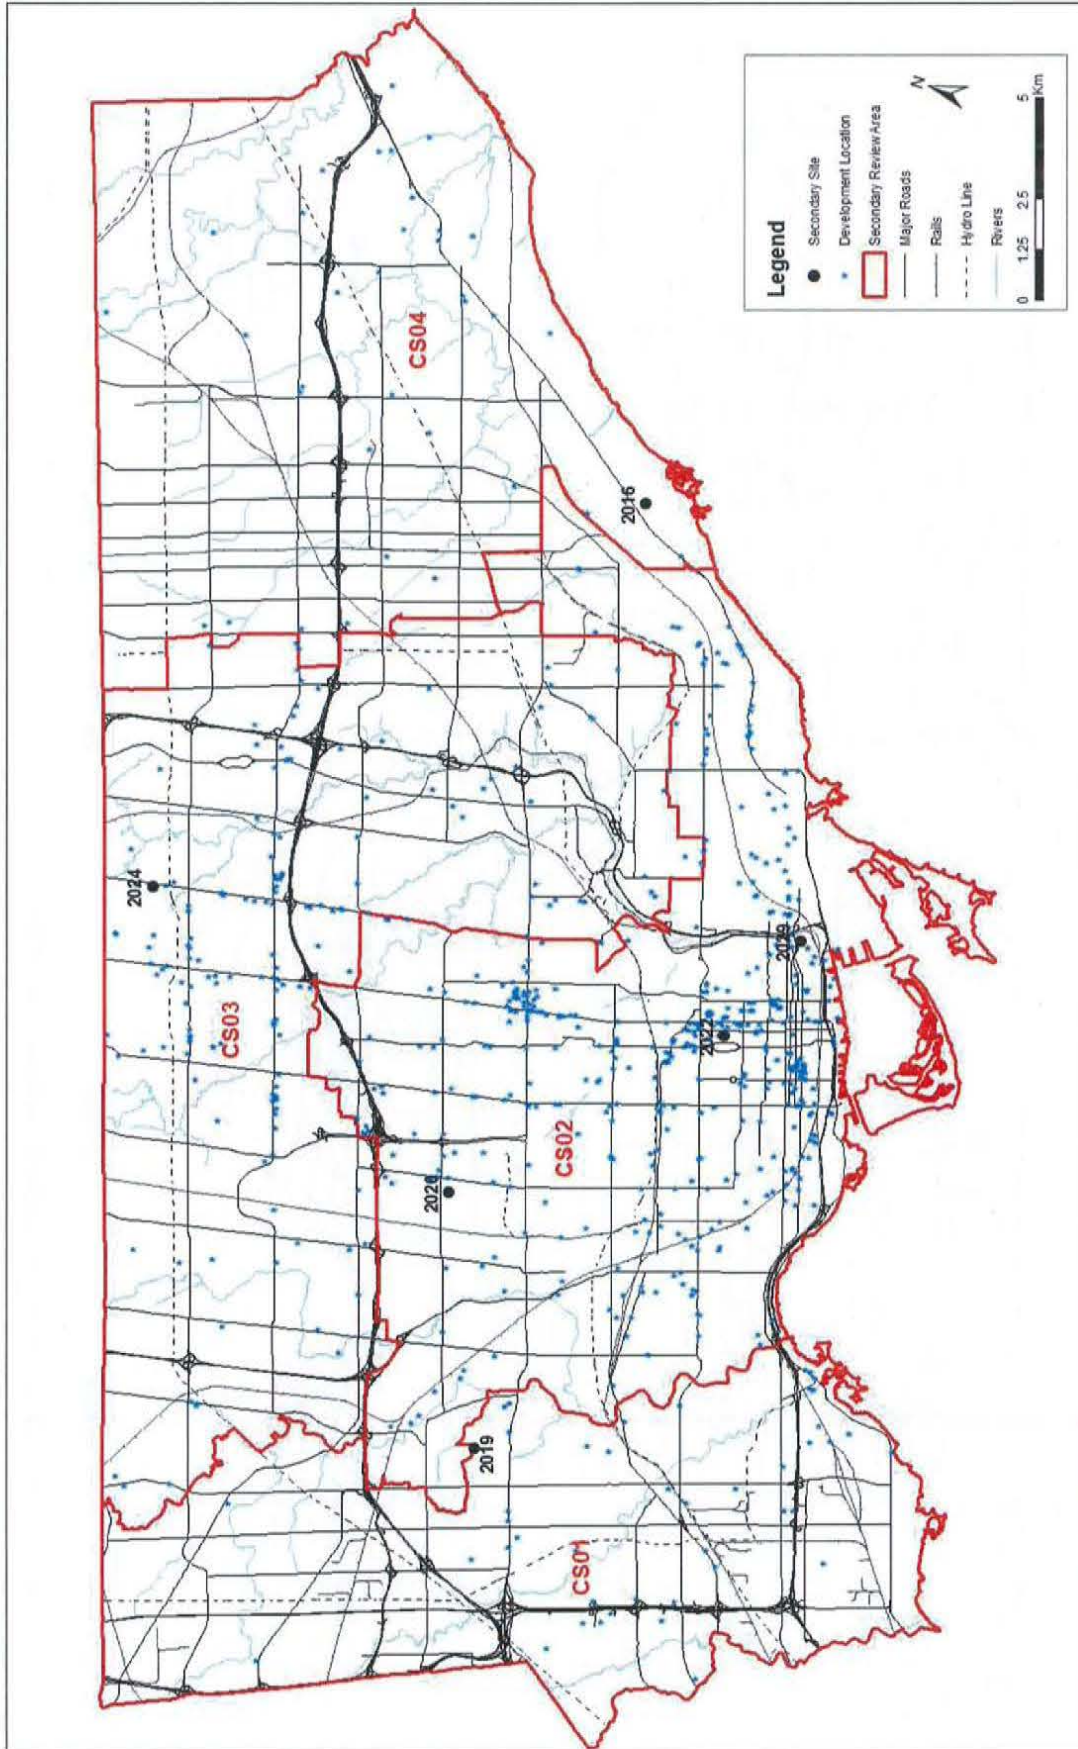 CS01
CS02
CS03
CS04
2019
2026
2024
2022
2029
2016
Legend
Secondary Site
Development Location
Secondary Review Area
Major Roads
Rails
Hydro Line
Rivers
N
0 1.25 2.5 5
Km